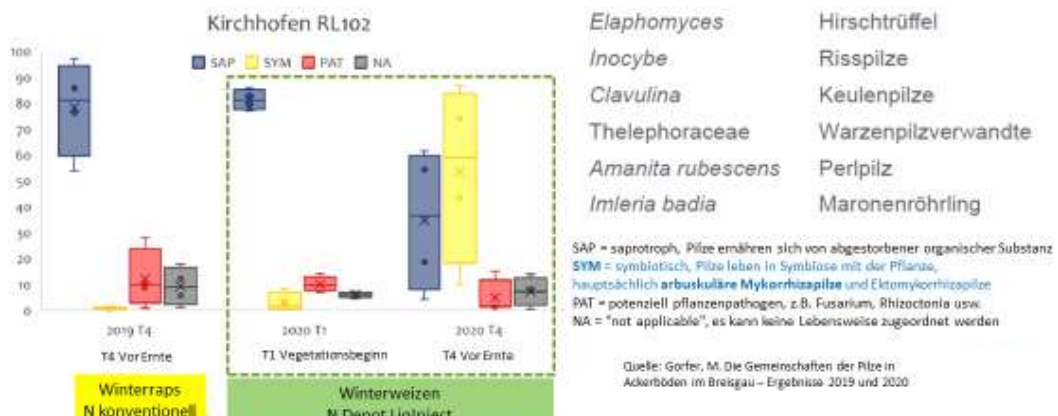 Kirchhofen RL102
SAP SYM PAT NA
100
90
80
70
60
50
40
30
20
10
0
2019 T4
2020 T1
2020 T4
T4 Vor Ernte
T1 Vegetationsbeginn
T4 Vor Ernte
Winterraps
N konventionell
Winterweizen
N Depot LipInject
Elaphomyces Hirschtrüffel
Inocybe Risspilze
Clavulina Keulenpilze
Thelephoraceae Warzenpilzverwandte
Amanita rubescens Perlpilz
Imleria badia Maronenröhrling
SAP = saprotroph, Pilze ernähren sich von abgestorbener organischer Substanz
SYM = symbiotisch, Pilze leben in Symbiose mit der Pflanze,
hauptsächlich arbuskuläre Mykorrhizapilze und Ektomykorrhizapilze
PAT = potenziell pflanzenpathogen, z.B. Fusarium, Rhizoctonia usw.
NA = "not applicable", es kann keine Lebensweise zugeordnet werden
Quelle: Gorfer, M. Die Gemeinschaften der Pilze in
Ackerböden im Breisgau – Ergebnisse 2019 und 2020